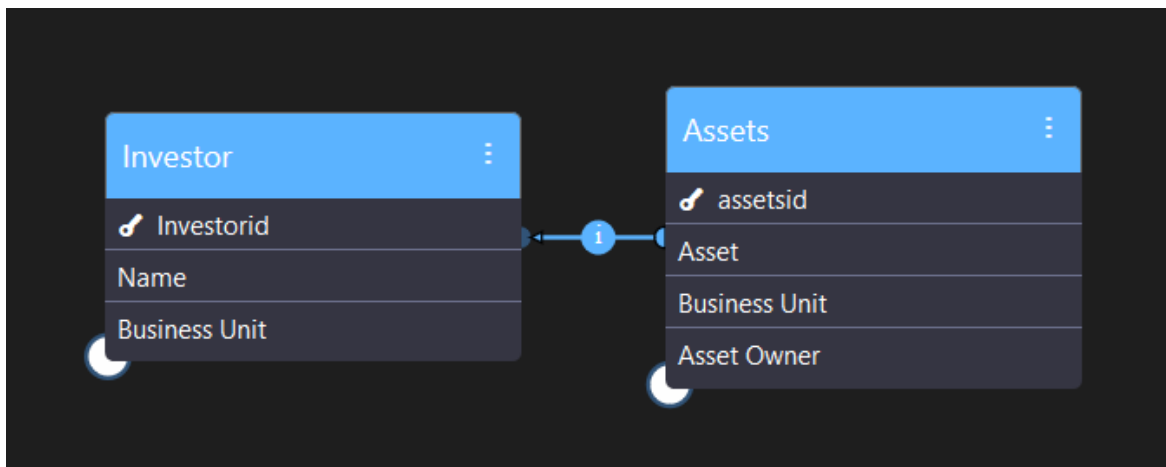 Investor
Investorid
Name
Business Unit
1
Assets
assetsid
Asset
Business Unit
Asset Owner